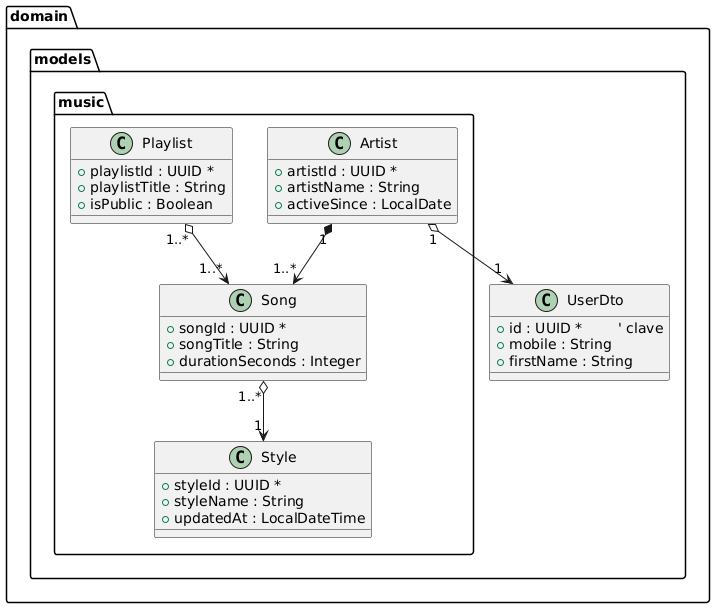 domain
models
music
C Playlist
playlistId : UUID *
playlistTitle : String
isPublic : Boolean
C Artist
artistId : UUID *
artistName : String
activeSince : LocalDate
1..*
1
1
1..*
1..*
1
C Song
songId : UUID *
songTitle : String
durationSeconds : Integer
C UserDto
id : UUID *        ' clave
mobile : String
firstName : String
1..*
1
C Style
styleId : UUID *
styleName : String
updatedAt : LocalDateTime